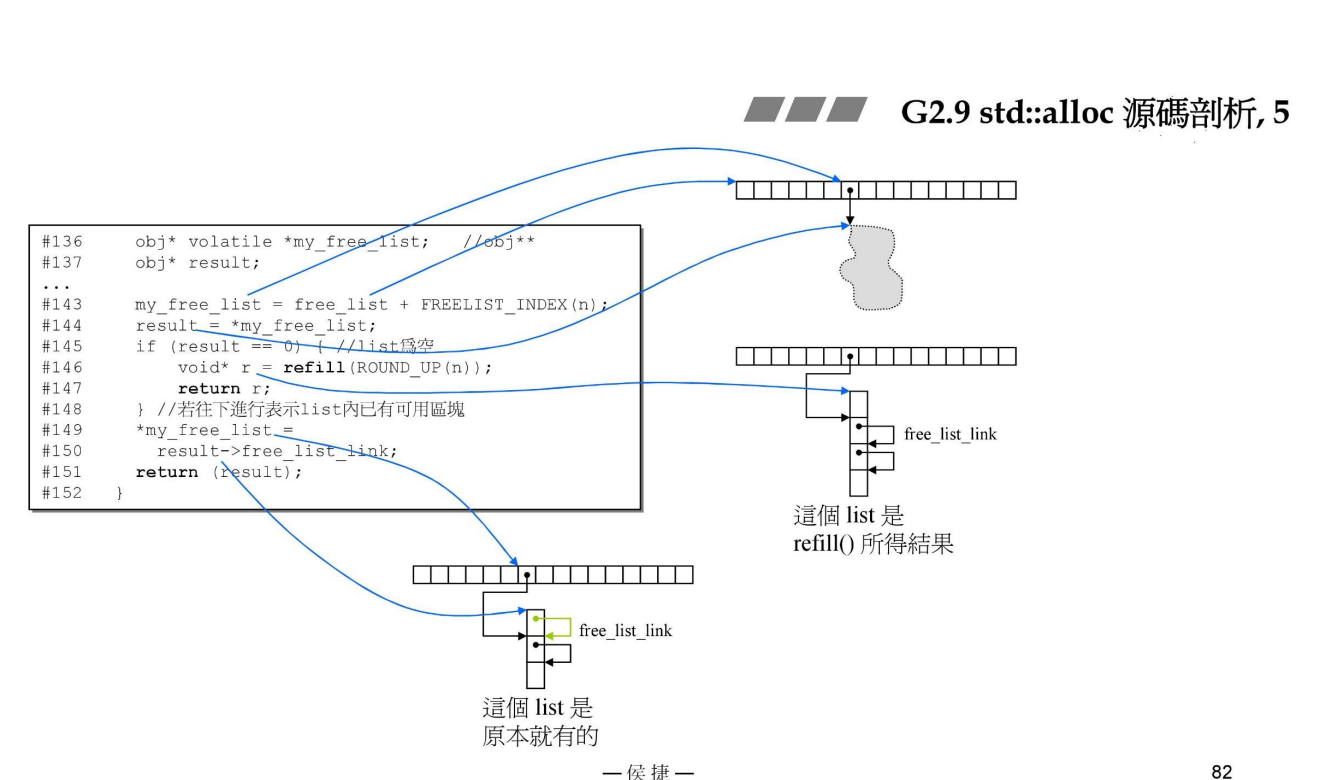 G2.9 std::alloc 源碼剖析, 5
#136 obj* volatile *my_free_list; //obj**
#137 obj* result;
...
#143 my_free_list = free_list + FREELIST_INDEX(n);
#144 result = *my_free_list;
#145 if (result == 0) { //list爲空
#146 void* r = refill(ROUND_UP(n));
#147 return r;
#148 } //若往下進行表示list內已有可用區塊
#149 *my_free_list =
#150 result->free_list_link;
#151 return (result);
#152 }
free_list_link
這個 list 是
refill() 所得結果
free_list_link
這個 list 是
原本就有的
— 侯 捷 —
82